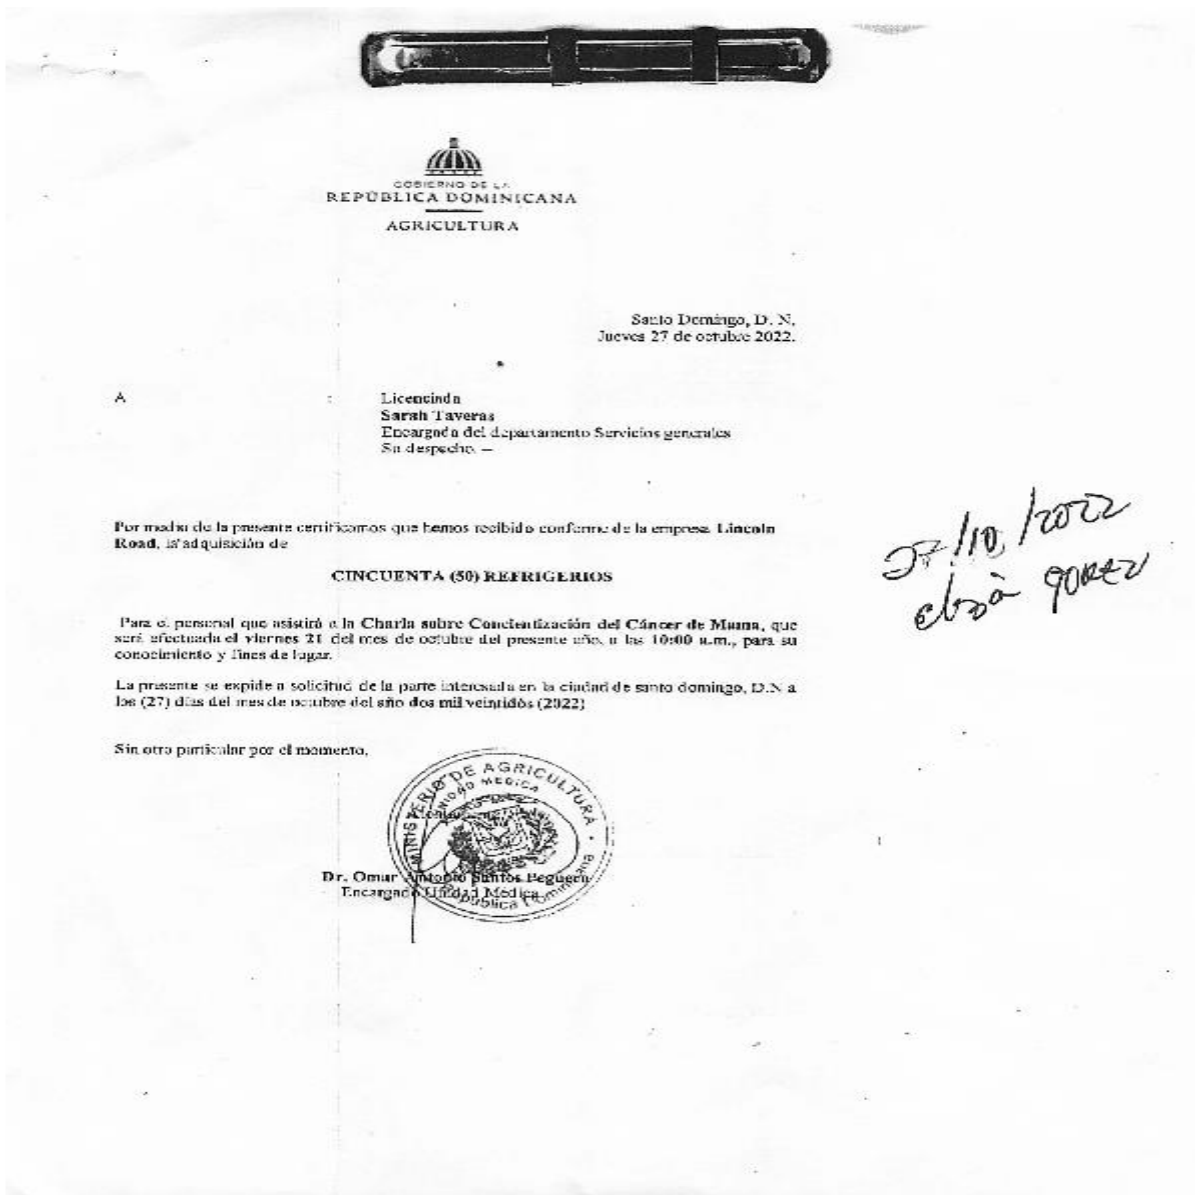 GOBIERNO DE LA
REPÚBLICA DOMINICANA
AGRICULTURA
Santo Domingo, D. N.
Jueves 27 de octubre 2022.
A : Licenciada
Sarah Taveras
Encargada del departamento Servicios generales
Su despacho. –
Por medio de la presente certificamos que hemos recibido conforme de la empresa Lincoln
Road, la adquisición de
CINCUENTA (50) REFRIGERIOS
27/10/2022
Para el personal que asistirá a la Charla sobre Concientización del Cáncer de Mama, que
será efectuada el viernes 21 del mes de octubre del presente año, a las 10:00 a.m., para su
conocimiento y fines de lugar.
La presente se expide a solicitud de la parte interesada en la ciudad de santo domingo, D.N a
los (27) días del mes de octubre del año dos mil veintidós (2022)
Sin otro particular por el momento,
MINISTERIO DE AGRICULTURA
UNIDAD MEDICA
República Dominicana
Dr. Omar Antonio Santos Peguero
Encargado Unidad Médica